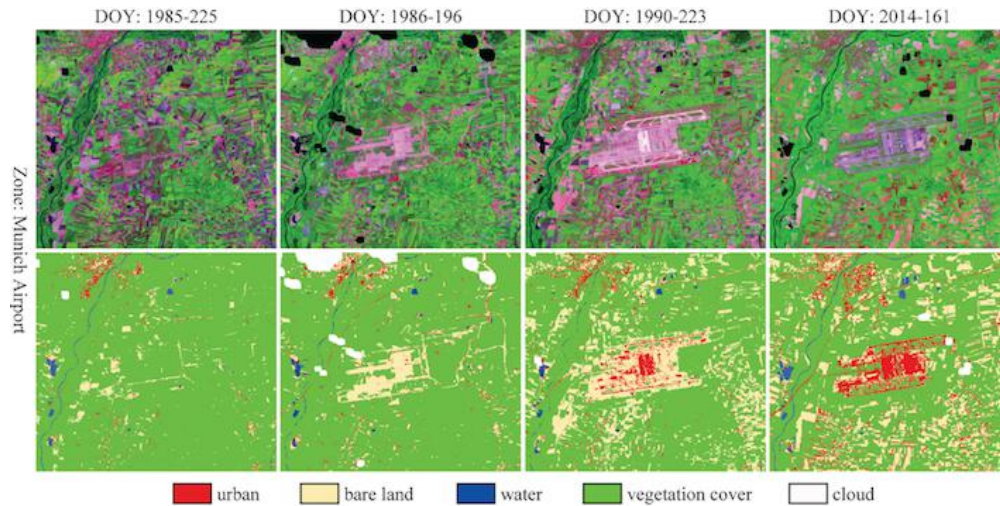 DOY: 1985-225 DOY: 1986-196 DOY: 1990-223 DOY: 2014-161
Zone: Munich Airport
urban bare land water vegetation cover cloud